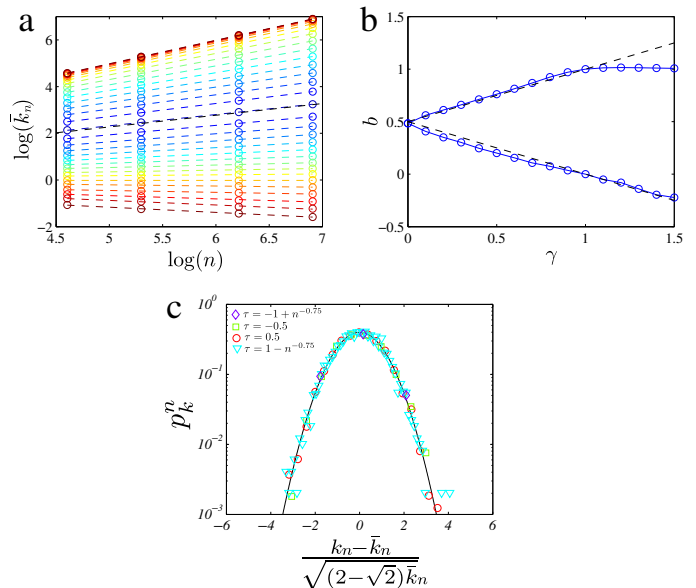 a
log(k̄ₙ)
6
4
2
0
−2
4.5 5 5.5 6 6.5 7
log(n)
b
b
1.5
1
0.5
0
−0.5
0 0.5 1 1.5
γ
c
pₖⁿ
10⁰
10⁻¹
10⁻²
10⁻³
τ = −1 + n^−0.75
τ = −0.5
τ = 0.5
τ = 1 − n^−0.75
−6 −4 −2 0 2 4 6
kₙ−k̄ₙ
√(2−√2)k̄ₙ